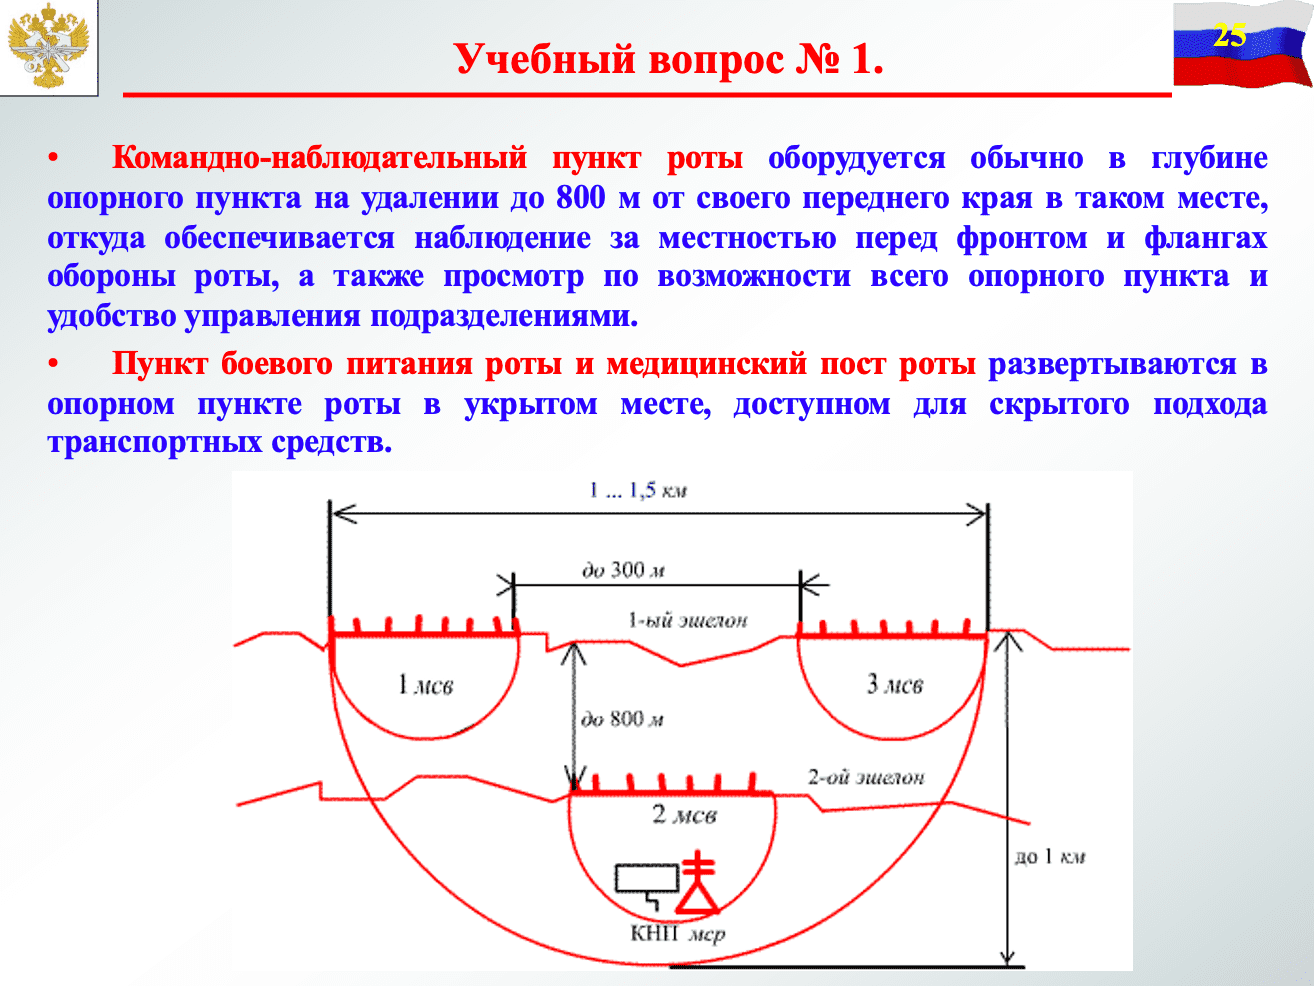 25
Учебный вопрос № 1.
• Командно-наблюдательный пункт роты оборудуется обычно в глубине
опорного пункта на удалении до 800 м от своего переднего края в таком месте,
откуда обеспечивается наблюдение за местностью перед фронтом и флангах
обороны роты, а также просмотр по возможности всего опорного пункта и
удобство управления подразделениями.
• Пункт боевого питания роты и медицинский пост роты развертываются в
опорном пункте роты в укрытом месте, доступном для скрытого подхода
транспортных средств.
1 ... 1,5 км
до 300 м
1-ый эшелон
1 мсв
3 мсв
до 800 м
2-ой эшелон
2 мсв
до 1 км
КНП мср